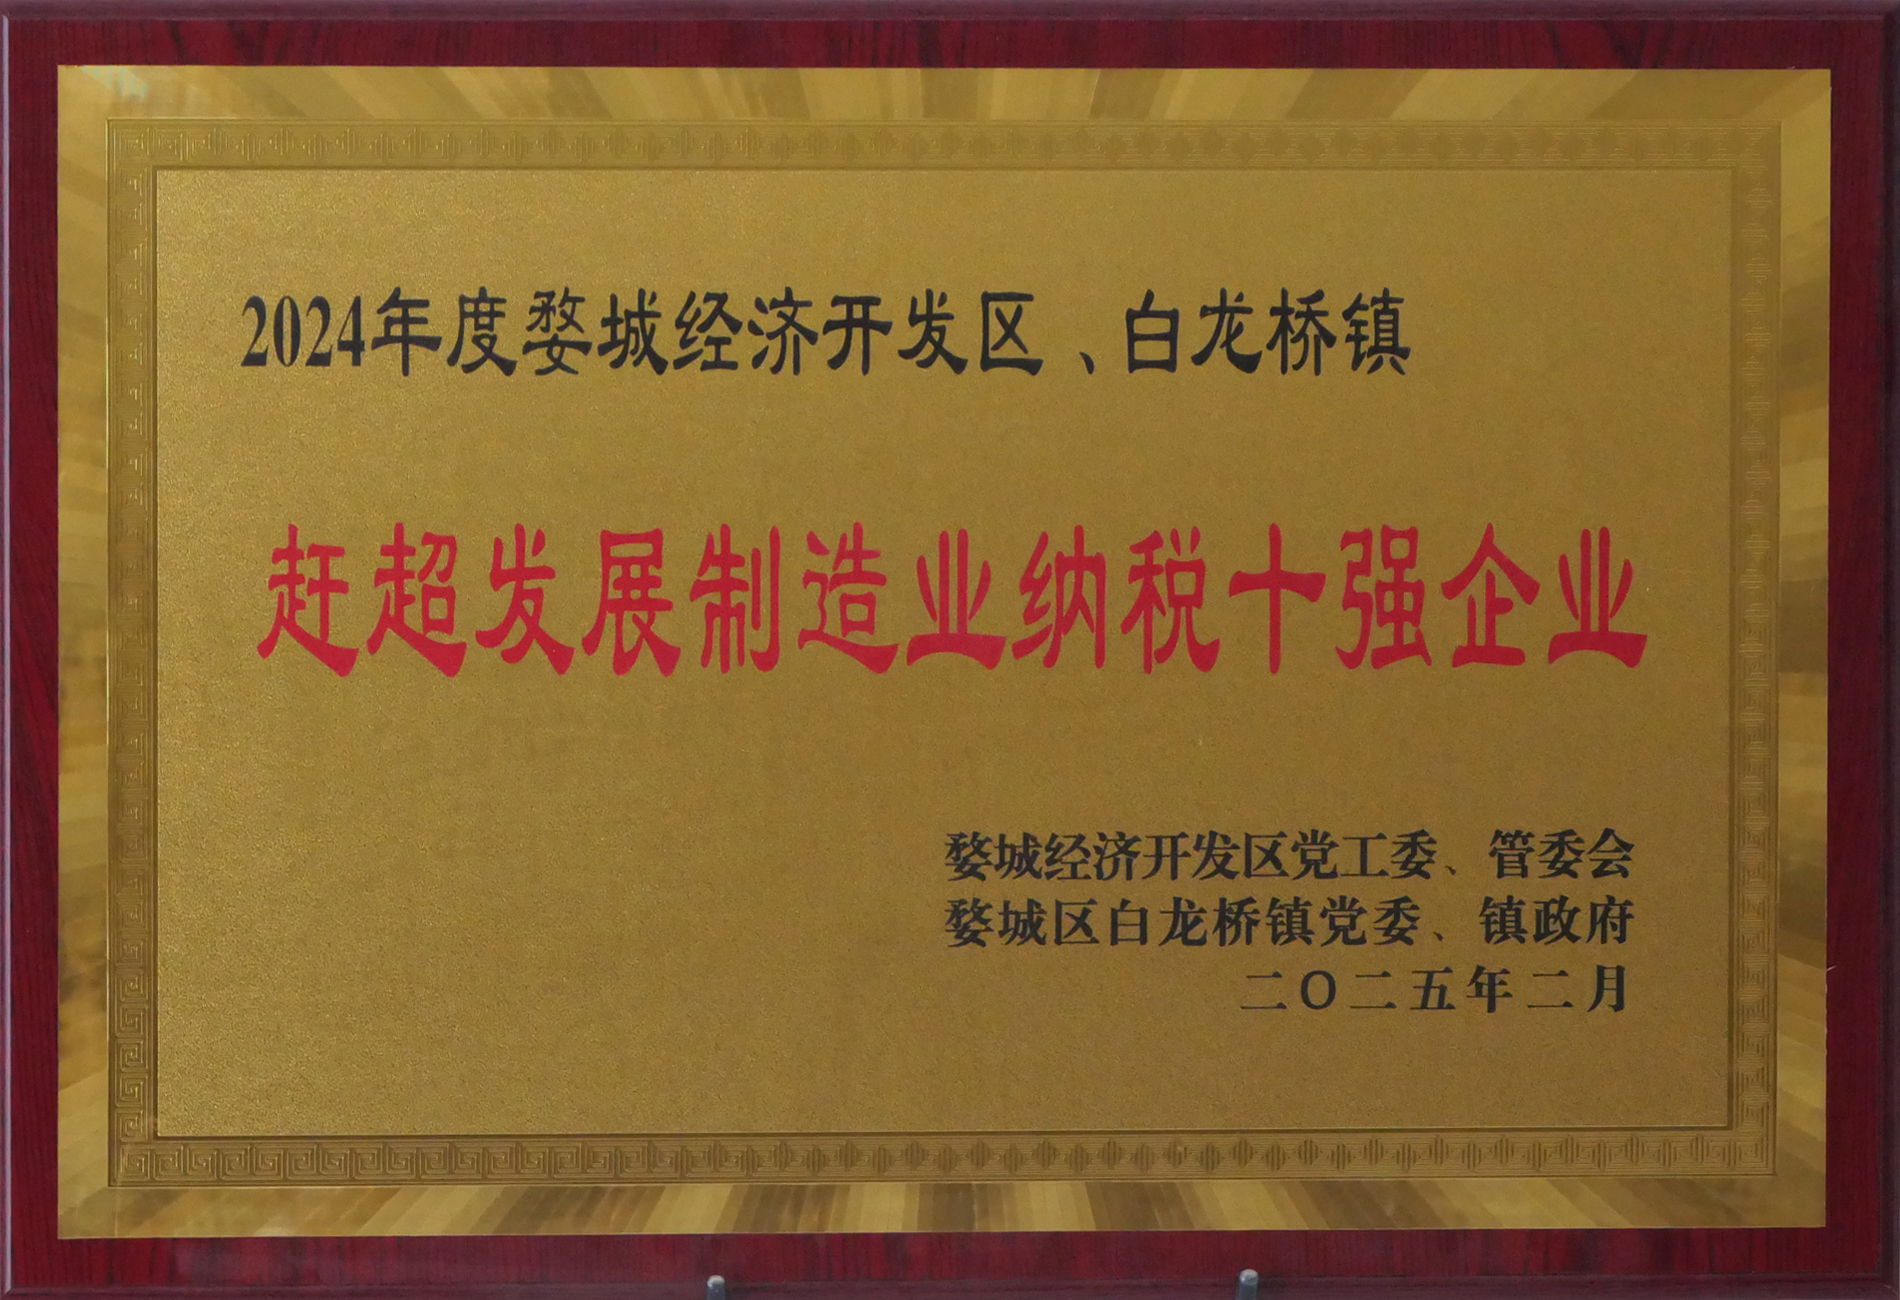 2024年度婺城经济开发区、白龙桥镇
赶超发展制造业纳税十强企业
婺城经济开发区党工委、管委会
婺城区白龙桥镇党委、镇政府
二〇二五年二月